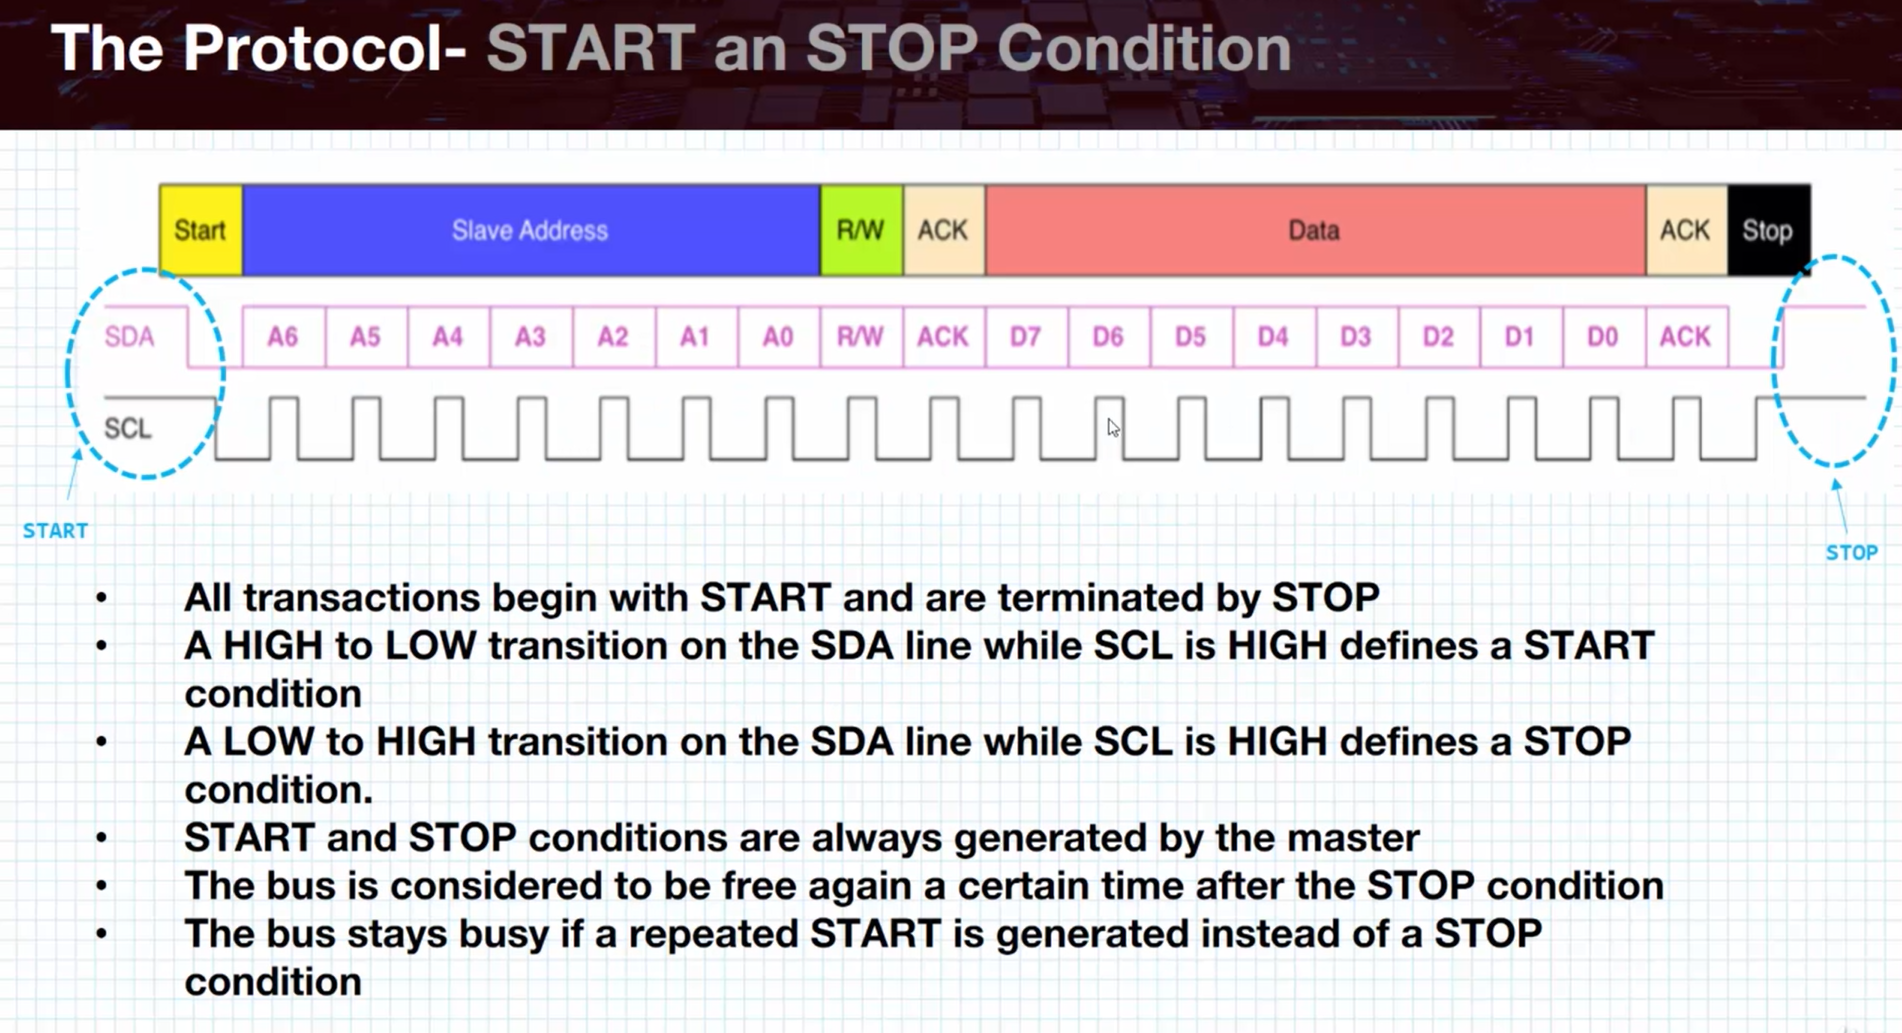 The Protocol- START an STOP Condition
Start Slave Address R/W ACK Data ACK Stop
SDA A6 A5 A4 A3 A2 A1 A0 R/W ACK D7 D6 D5 D4 D3 D2 D1 D0 ACK
SCL
START
STOP
• All transactions begin with START and are terminated by STOP
• A HIGH to LOW transition on the SDA line while SCL is HIGH defines a START
condition
• A LOW to HIGH transition on the SDA line while SCL is HIGH defines a STOP
condition.
• START and STOP conditions are always generated by the master
• The bus is considered to be free again a certain time after the STOP condition
• The bus stays busy if a repeated START is generated instead of a STOP
condition